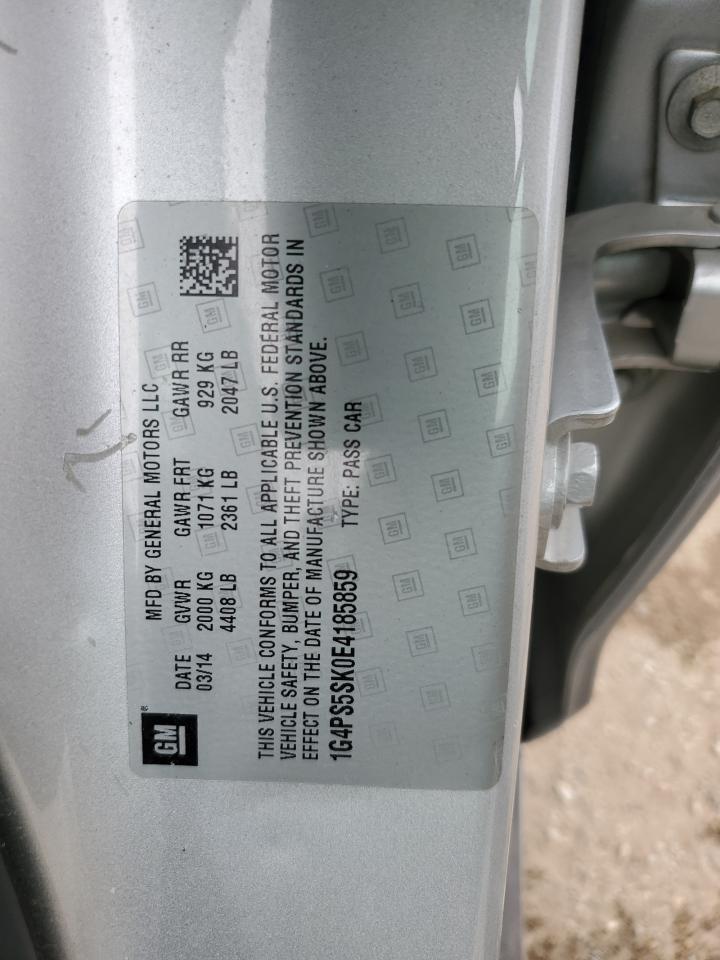 GM
MFD BY GENERAL MOTORS LLC
DATE GVWR GAWR FRT GAWR RR
03/14 2000 KG 1071 KG 929 KG
4408 LB 2361 LB 2047 LB
THIS VEHICLE CONFORMS TO ALL APPLICABLE U.S. FEDERAL MOTOR
VEHICLE SAFETY, BUMPER, AND THEFT PREVENTION STANDARDS IN
EFFECT ON THE DATE OF MANUFACTURE SHOWN ABOVE.
1G4PS5SK0E4185859 TYPE: PASS CAR